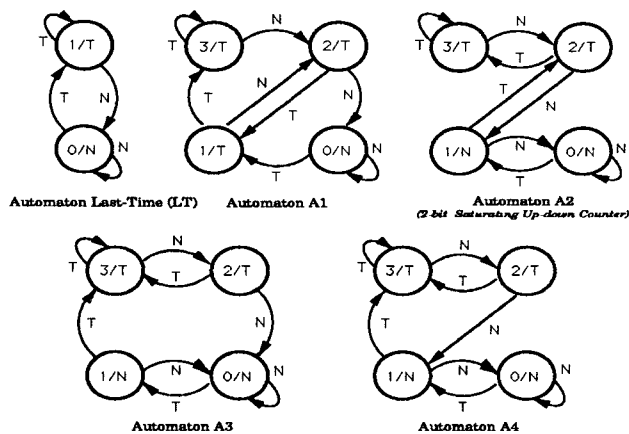 T 1/T T N 0/N N
Automaton Last-Time (LT)
T 3/T N 2/T T N T N 1/T T 0/N N
Automaton A1
T 3/T N T 2/T T N 1/N N T 0/N N
Automaton A2
(2-bit Saturating Up-down Counter)
T 3/T N T 2/T T N 1/N N T 0/N N
Automaton A3
T 3/T N T 2/T T N 1/N N T 0/N N
Automaton A4